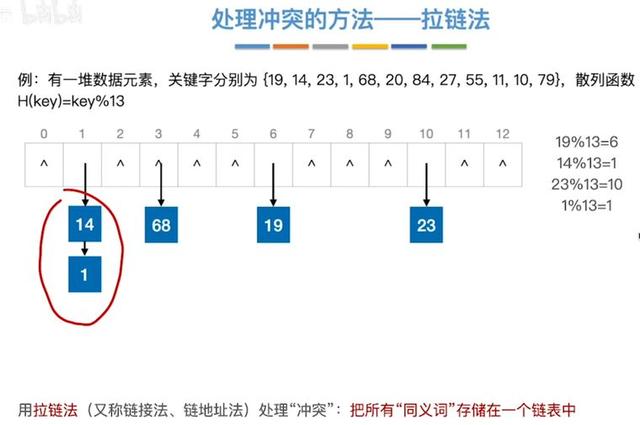 bilibili
处理冲突的方法——拉链法
例：有一堆数据元素，关键字分别为 {19, 14, 23, 1, 68, 20, 84, 27, 55, 11, 10, 79}，散列函数
H(key)=key%13
0 1 2 3 4 5 6 7 8 9 10 11 12
^ ^ ^ ^ ^ ^ ^ ^ ^ ^
19%13=6
14%13=1
23%13=10
1%13=1
14 68 19 23
1
用拉链法（又称链接法、链地址法）处理“冲突”：把所有“同义词”存储在一个链表中